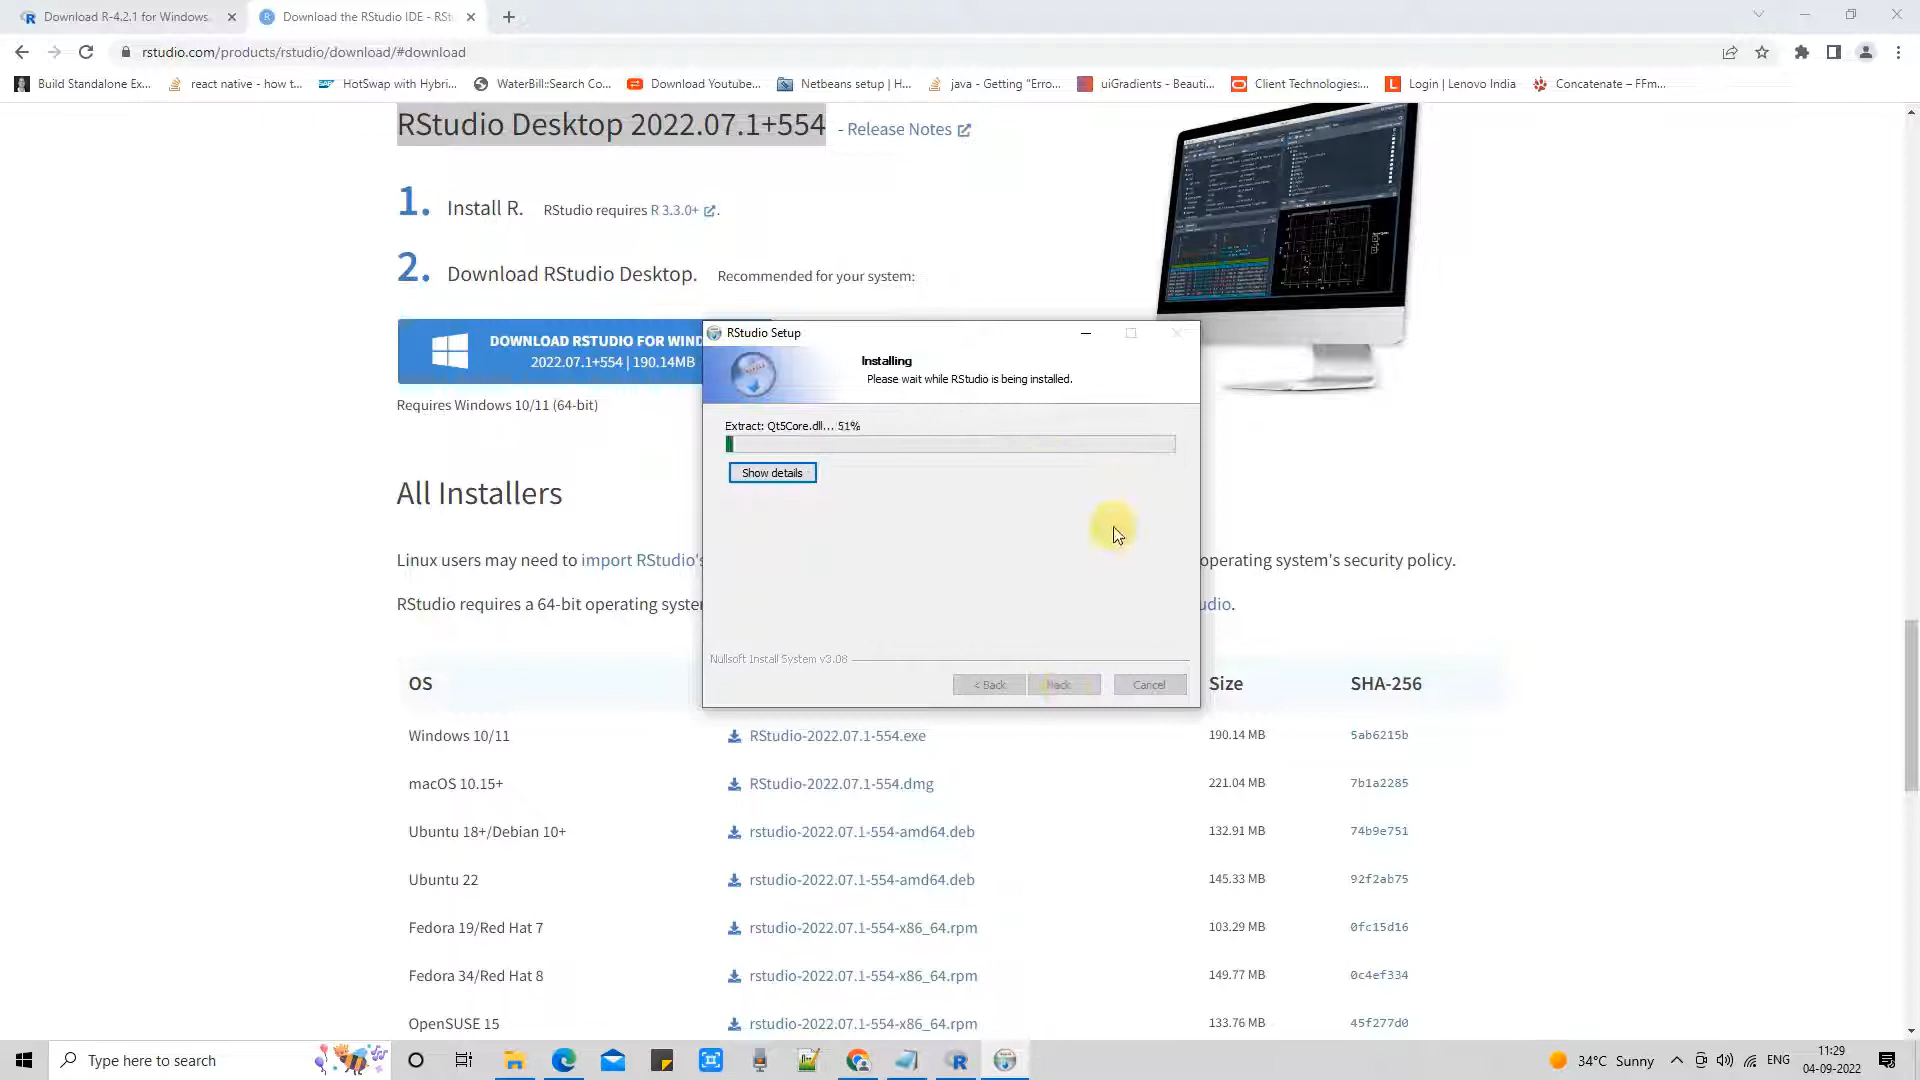 Download R-4.2.1 for Windows.
Download the RStudio IDE - RSt
rstudio.com/products/rstudio/download/#download
Build Standalone Ex...
react native - how t...
HotSwap with Hybri...
WaterBill::Search Co...
Download Youtube...
Netbeans setup | H...
java - Getting "Erro...
uiGradients - Beauti...
Client Technologies:...
Login | Lenovo India
Concatenate – FFm...
RStudio Desktop 2022.07.1+554 - Release Notes
1. Install R. RStudio requires R 3.3.0+ .
2. Download RStudio Desktop. Recommended for your system:
DOWNLOAD RSTUDIO FOR WIND
2022.07.1+554 | 190.14MB
Requires Windows 10/11 (64-bit)
RStudio Setup
Installing
Please wait while RStudio is being installed.
Extract: Qt5Core.dll... 51%
Show details
Nullsoft Install System v3.08
< Back
Cancel
All Installers
Linux users may need to import RStudio's
operating system's security policy.
RStudio requires a 64-bit operating syste
udio.
OS Size SHA-256
Windows 10/11 RStudio-2022.07.1-554.exe 190.14 MB 5ab6215b
macOS 10.15+ RStudio-2022.07.1-554.dmg 221.04 MB 7b1a2285
Ubuntu 18+/Debian 10+ rstudio-2022.07.1-554-amd64.deb 132.91 MB 74b9e751
Ubuntu 22 rstudio-2022.07.1-554-amd64.deb 145.33 MB 92f2ab75
Fedora 19/Red Hat 7 rstudio-2022.07.1-554-x86_64.rpm 103.29 MB 0fc15d16
Fedora 34/Red Hat 8 rstudio-2022.07.1-554-x86_64.rpm 149.77 MB 0c4ef334
OpenSUSE 15 rstudio-2022.07.1-554-x86_64.rpm 133.76 MB 45f277d0
Type here to search
34°C Sunny
ENG
11:29
04-09-2022